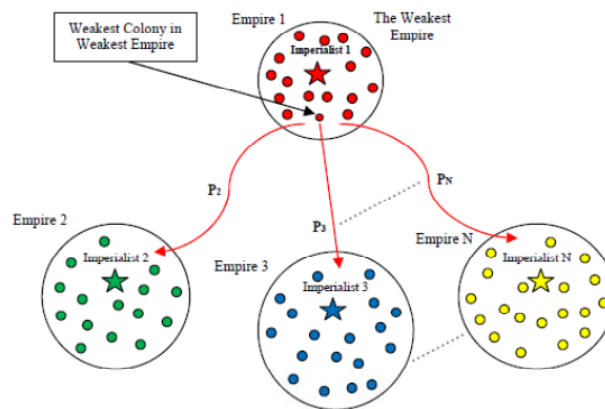 Empire 1
The Weakest
Empire
Weakest Colony in
Weakest Empire
Imperialist 1
P2
P3
PN
Empire 2
Imperialist 2
Empire 3
Imperialist 3
Empire N
Imperialist N